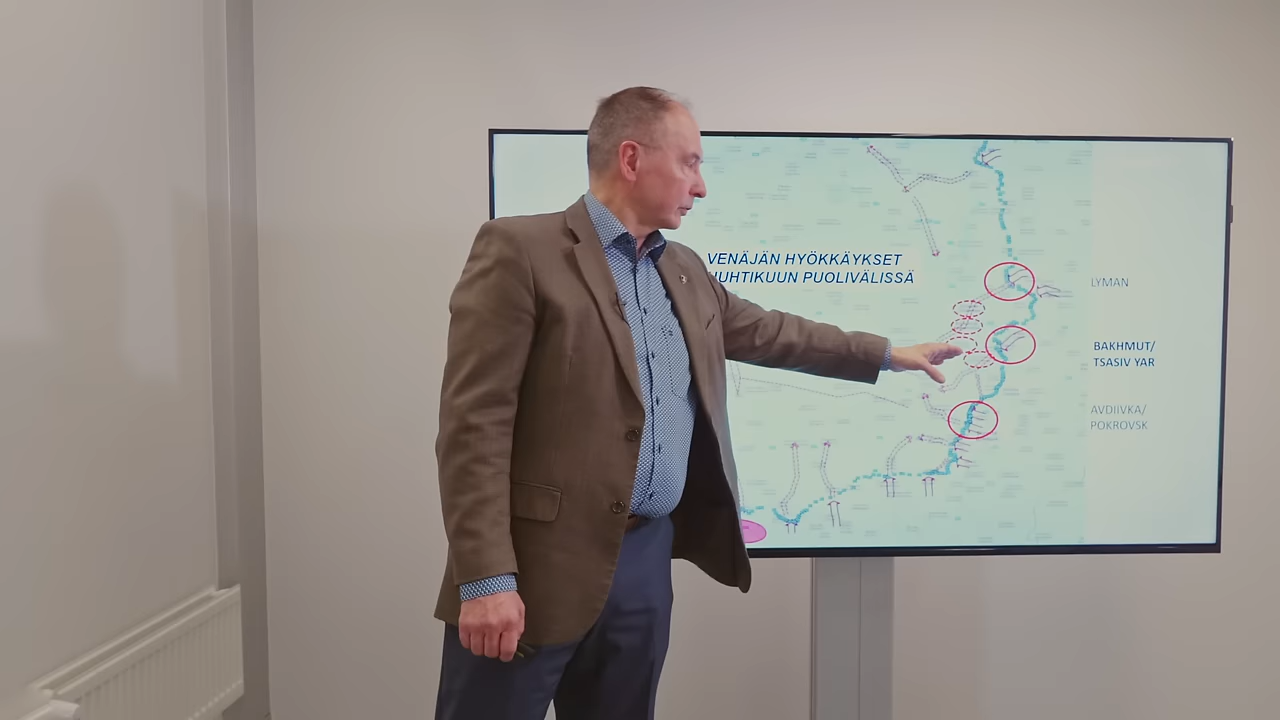 VENÄJÄN HYÖKKÄYKSET
HUHTIKUUN PUOLIVÄLISSÄ
LYMAN
BAKHMUT/
TSASIV YAR
AVDIIVKA/
POKROVSK